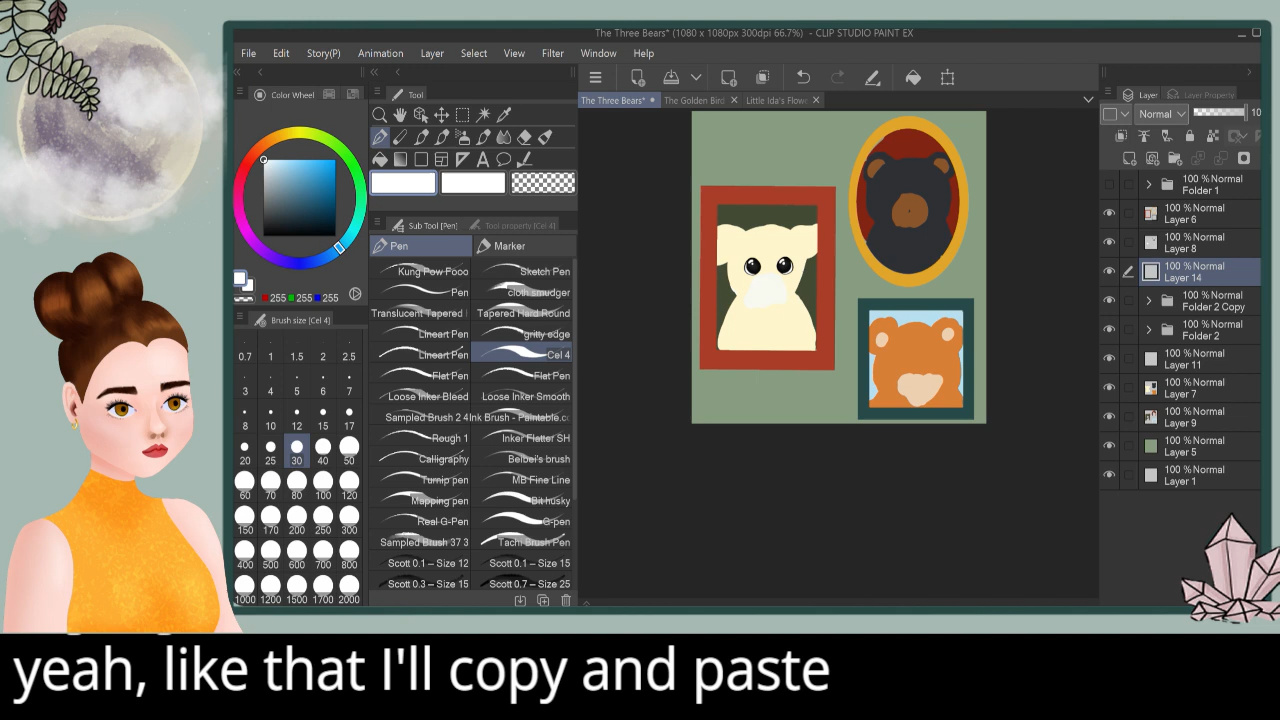 The Three Bears* (1080 x 1080px 300dpi 66.7%) - CLIP STUDIO PAINT EX
File Edit Story(P) Animation Layer Select View Filter Window Help
Color Wheel
Tool
Layer
Layer Property
The Three Bears*
The Golden Bird
Little Ida's Flowe
Normal
10
255 255 255
Sub Tool [Pen]
Tool property [Cel 4]
Pen
Marker
Kung Pow Fooo
Sketch Pen
Pen
cloth smudger
Translucent Tapered
Tapered Hard Round
Lineart Pen
gritty edge
Lineart Pen
Cel 4
Flat Pen
Flat Pen
Loose Inker Bleed
Loose Inker Smooth
Sampled Brush 2 4
Ink Brush - Paintable.c
Rough 1
Inker Flatter SH
Calligraphy
Beibei's brush
Turnip pen
MB Fine Line
Mapping pen
Bit husky
Real G-Pen
G-pen
Sampled Brush 37 3
Tachi Brush Pen
Scott 0.1 – Size 12
Scott 0.1 – Size 15
Scott 0.3 – Size 15
Scott 0.7 – Size 25
Brush size [Cel 4]
0.7 1 1.5 2 2.5
3 4 5 6 7
8 10 12 15 17
20 25 30 40 50
60 70 80 100 120
150 170 200 250 300
400 500 600 700 800
1000 1200 1500 1700 2000
100 % Normal
Folder 1
100 % Normal
Layer 6
100 % Normal
Layer 8
100 % Normal
Layer 14
100 % Normal
Folder 2 Copy
100 % Normal
Folder 2
100 % Normal
Layer 11
100 % Normal
Layer 7
100 % Normal
Layer 9
100 % Normal
Layer 5
100 % Normal
Layer 1
yeah, like that I'll copy and paste